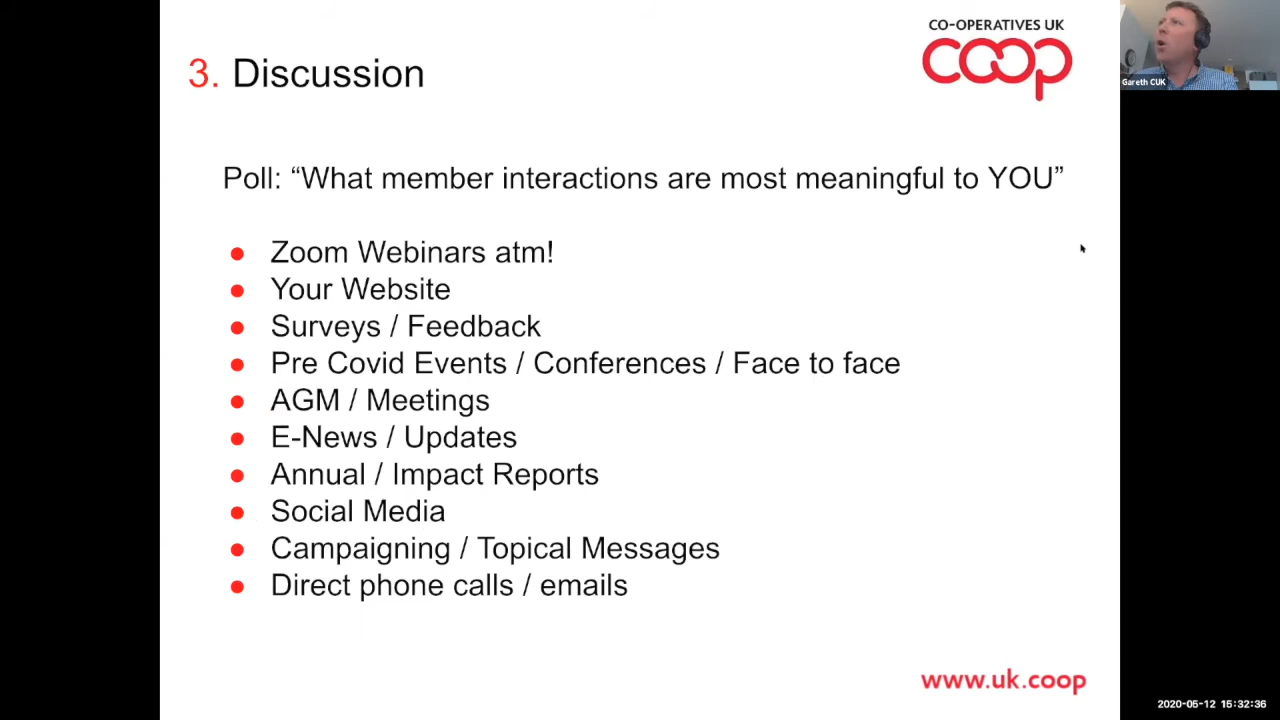 CO-OPERATIVES UK
coop
3. Discussion
Gareth CUK
Poll: “What member interactions are most meaningful to YOU”
● Zoom Webinars atm!
● Your Website
● Surveys / Feedback
● Pre Covid Events / Conferences / Face to face
● AGM / Meetings
● E-News / Updates
● Annual / Impact Reports
● Social Media
● Campaigning / Topical Messages
● Direct phone calls / emails
www.uk.coop
2020-05-12 15:32:36